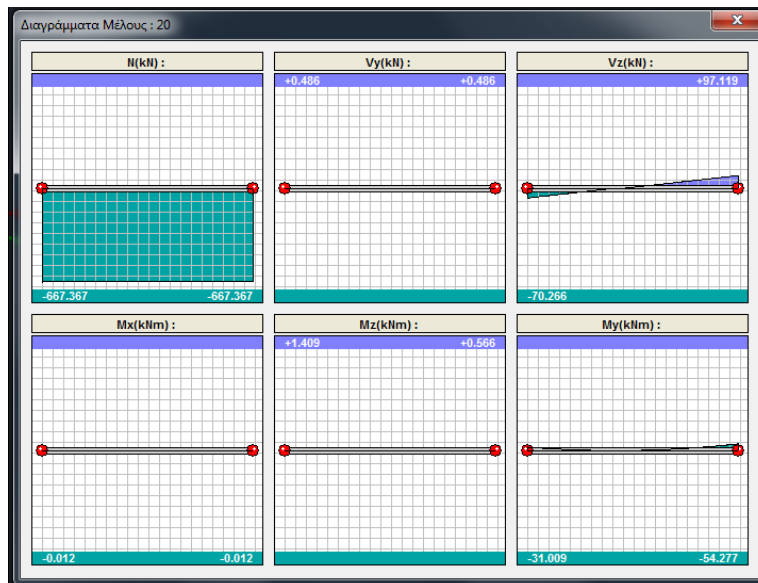 Διαγράμματα Μέλους : 20
N(kN) :
Vy(kN) :
Vz(kN) :
+0.486 +0.486
+97.119
-667.367 -667.367
-70.266
Mx(kNm) :
Mz(kNm) :
My(kNm) :
+1.409 +0.566
-0.012 -0.012
-31.009 -54.277